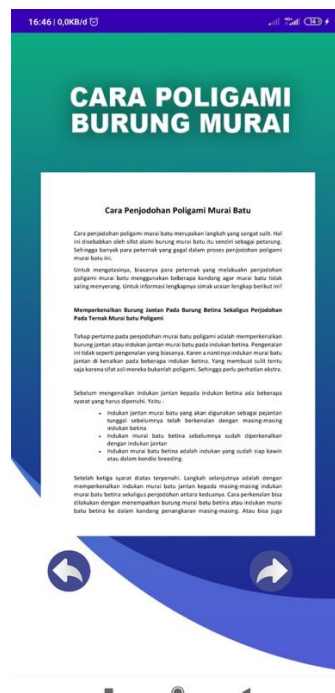 16:46 | 0,0KB/d
CARA POLIGAMI
BURUNG MURAI
Cara Penjodohan Poligami Murai Batu
Cara penjodohan poligami murai batu merupakan langkah yang sangat sulit. Hal
ini disebabkan oleh sifat alami burung murai batu itu sendiri sebagai petarung.
Sehingga banyak para peternak yang gagal dalam proses penjodohan poligami
murai batu ini.
Untuk mengatasinya, biasanya para peternak yang melakuakn penjodohan
poligami murai batu menggunakan beberapa kandang agar murai batu tidak
saling menyerang. Untuk informasi lengkapnya simak uraian lengkap berikut ini!
Memperkenalkan Burung Jantan Pada Burung Betina Sekaligus Perjodohan
Pada Ternak Murai batu Poligami
Tahap pertama pada penjodohan murai batu poligami adalah memperkenalkan
burung jantan atau indukan jantan murai batu pada indukan betina. Pengenalan
ini tidak seperti pengenalan yang biasanya. Karen a nantinya indukan murai batu
jantan di kenalkan pada beberapa indukan betina. Yang membuat sulit tentu
saja karena sifat asli mereka bukanlah poligami. Sehingga perlu perhatian ekstra.
Sebelum mengenalkan indukan jantan kepada indukan betina ada beberapa
syarat yang harus dipenuhi. Yaitu :
• Indukan jantan murai batu yang akan digunakan sebagai pejantan
tunggal sebelumnya telah berkenalan dengan masing-masing
indukan betina
• Indukan murai batu betina sebelumnya sudah diperkenalkan
dengan indukan jantan
• Indukan murai batu betina adalah indukan yang sudah siap kawin
atau dalam kondisi breeding.
Setelah ketiga syarat diatas terpenuhi. Langkah selanjutnya adalah dengan
memperkenalkan indukan murai batu jantan kepada masing-masing indukan
murai batu betina sekaligus penjodohan antara keduanya. Cara perkenalan bisa
dilakukan dengan menempatkan burung murai batu betina atau indukan murai
batu betina ke dalam kandang penangkaran masing-masing. Atau bisa juga